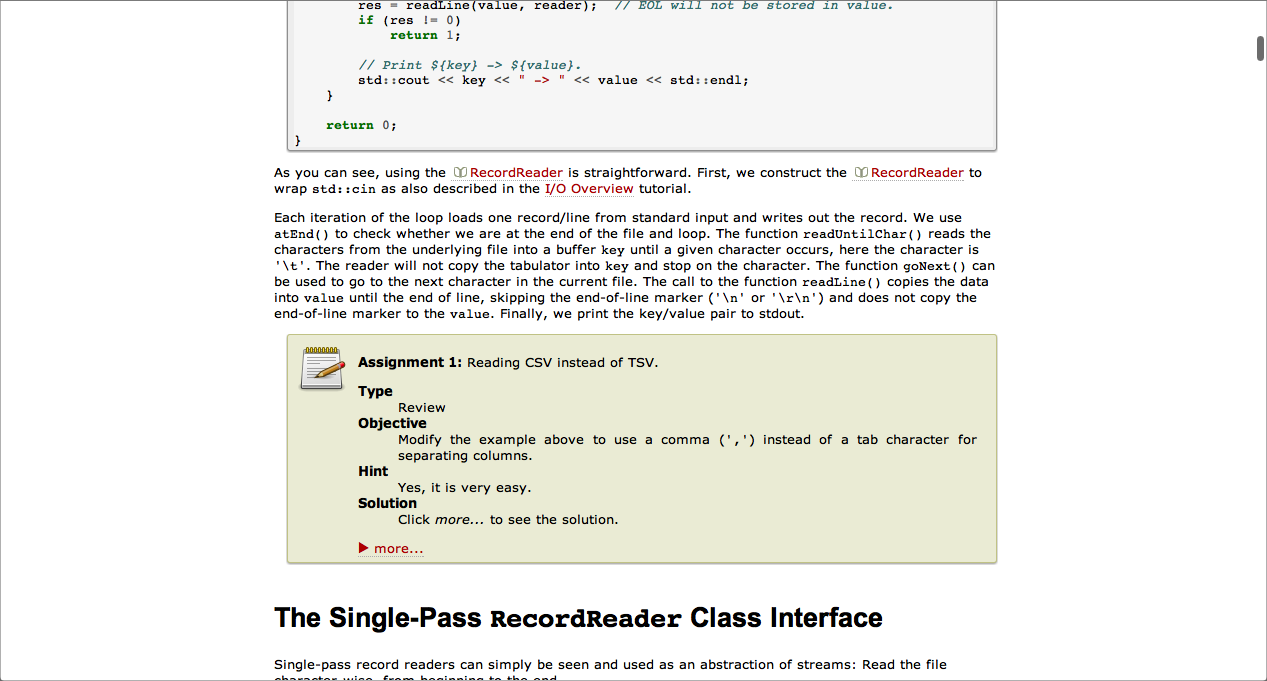 res = readLine(value, reader);  // EOL will not be stored in value.
if (res != 0)
return 1;
// Print ${key} -> ${value}.
std::cout << key << " -> " << value << std::endl;
}
return 0;
}
As you can see, using the RecordReader is straightforward. First, we construct the RecordReader to
wrap std::cin as also described in the I/O Overview tutorial.
Each iteration of the loop loads one record/line from standard input and writes out the record. We use
atEnd() to check whether we are at the end of the file and loop. The function readUntilChar() reads the
characters from the underlying file into a buffer key until a given character occurs, here the character is
'\t'. The reader will not copy the tabulator into key and stop on the character. The function goNext() can
be used to go to the next character in the current file. The call to the function readLine() copies the data
into value until the end of line, skipping the end-of-line marker ('\n' or '\r\n') and does not copy the
end-of-line marker to the value. Finally, we print the key/value pair to stdout.
Assignment 1: Reading CSV instead of TSV.
Type
Review
Objective
Modify the example above to use a comma (',') instead of a tab character for
separating columns.
Hint
Yes, it is very easy.
Solution
Click more... to see the solution.
more...
The Single-Pass RecordReader Class Interface
Single-pass record readers can simply be seen and used as an abstraction of streams: Read the file
character-wise, from beginning to the end.